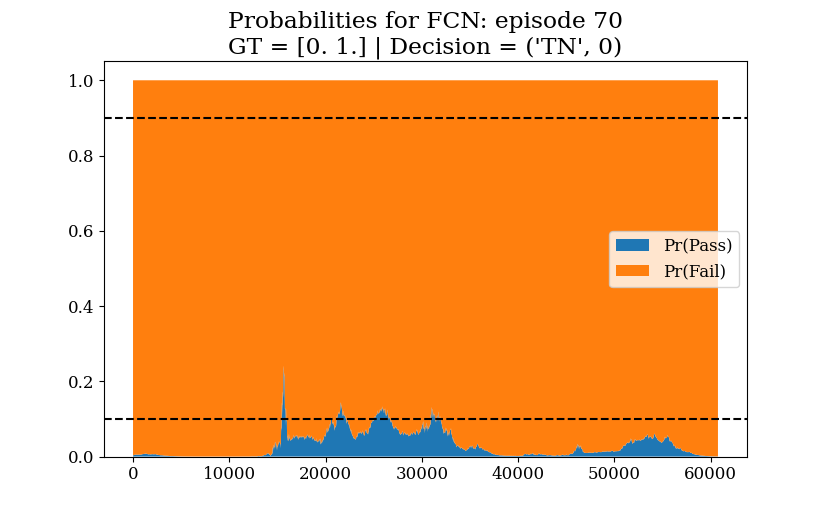 Probabilities for FCN: episode 70
GT = [0. 1.] | Decision = ('TN', 0)
1.0
0.8
0.6
0.4
0.2
0.0
Pr(Pass)
Pr(Fail)
0 10000 20000 30000 40000 50000 60000